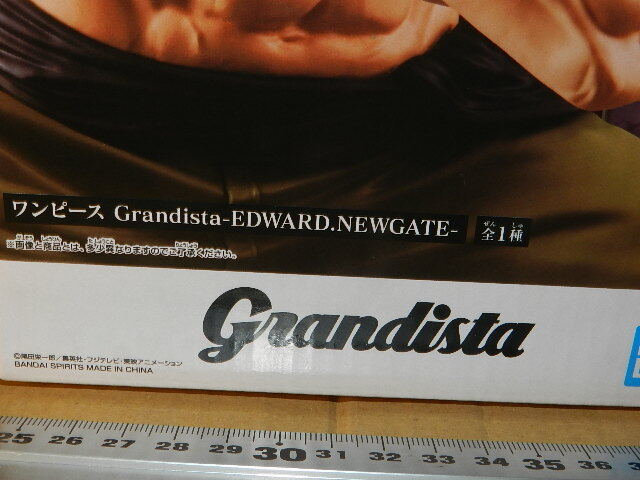 ワンピース Grandista-EDWARD.NEWGATE- 全1種
※画像と商品とは、多少異なりますのでご了承ください。
Grandista
©尾田栄一郎/集英社・フジテレビ・東映アニメーション
BANDAI SPIRITS MADE IN CHINA
25 26 27 28 29 30 31 32 33 34 35 36